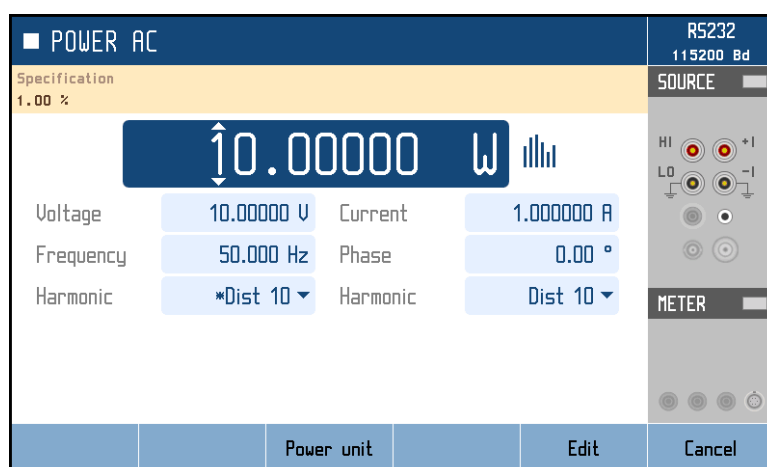 POWER AC
RS232
115200 Bd
Specification
1.00 %
SOURCE
10.00000 W
HI +I
LO -I
Voltage 10.00000 V Current 1.000000 A
Frequency 50.000 Hz Phase 0.00 °
Harmonic *Dist 10 Harmonic Dist 10
METER
Power unit Edit Cancel